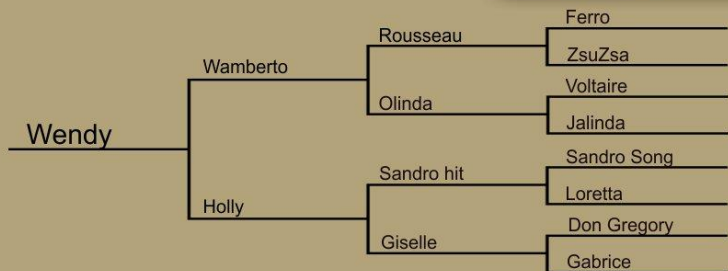 Ferro
Rousseau
ZsuZsa
Wamberto
Voltaire
Olinda
Jalinda
Wendy
Sandro Song
Sandro hit
Loretta
Holly
Don Gregory
Giselle
Gabrice